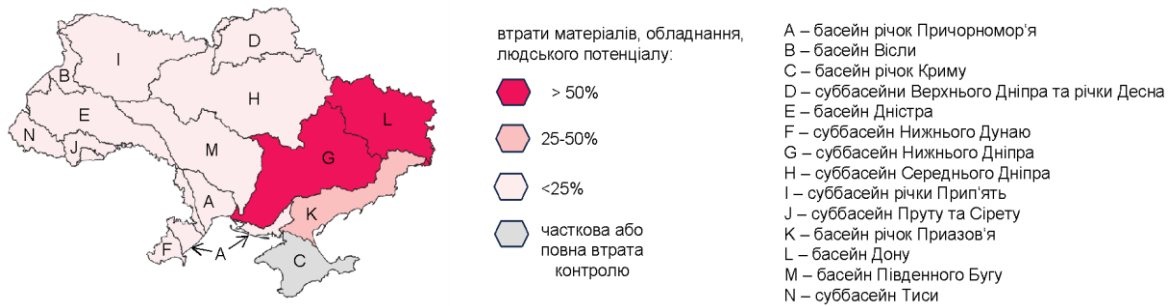 D
I
B
H
E
L
N
J
M
G
A
K
F
A
C
втрати матеріалів, обладнання,
людського потенціалу:
> 50%
25-50%
<25%
часткова або
повна втрата
контролю
A – басейн річок Причорномор'я
B – басейн Вісли
C – басейн річок Криму
D – суббасейни Верхнього Дніпра та річки Десна
E – басейн Дністра
F – суббасейн Нижнього Дунаю
G – суббасейн Нижнього Дніпра
H – суббасейн Середнього Дніпра
I – суббасейн річки Прип'ять
J – суббасейн Пруту та Сірету
K – басейн річок Приазов'я
L – басейн Дону
M – басейн Південного Бугу
N – суббасейн Тиси